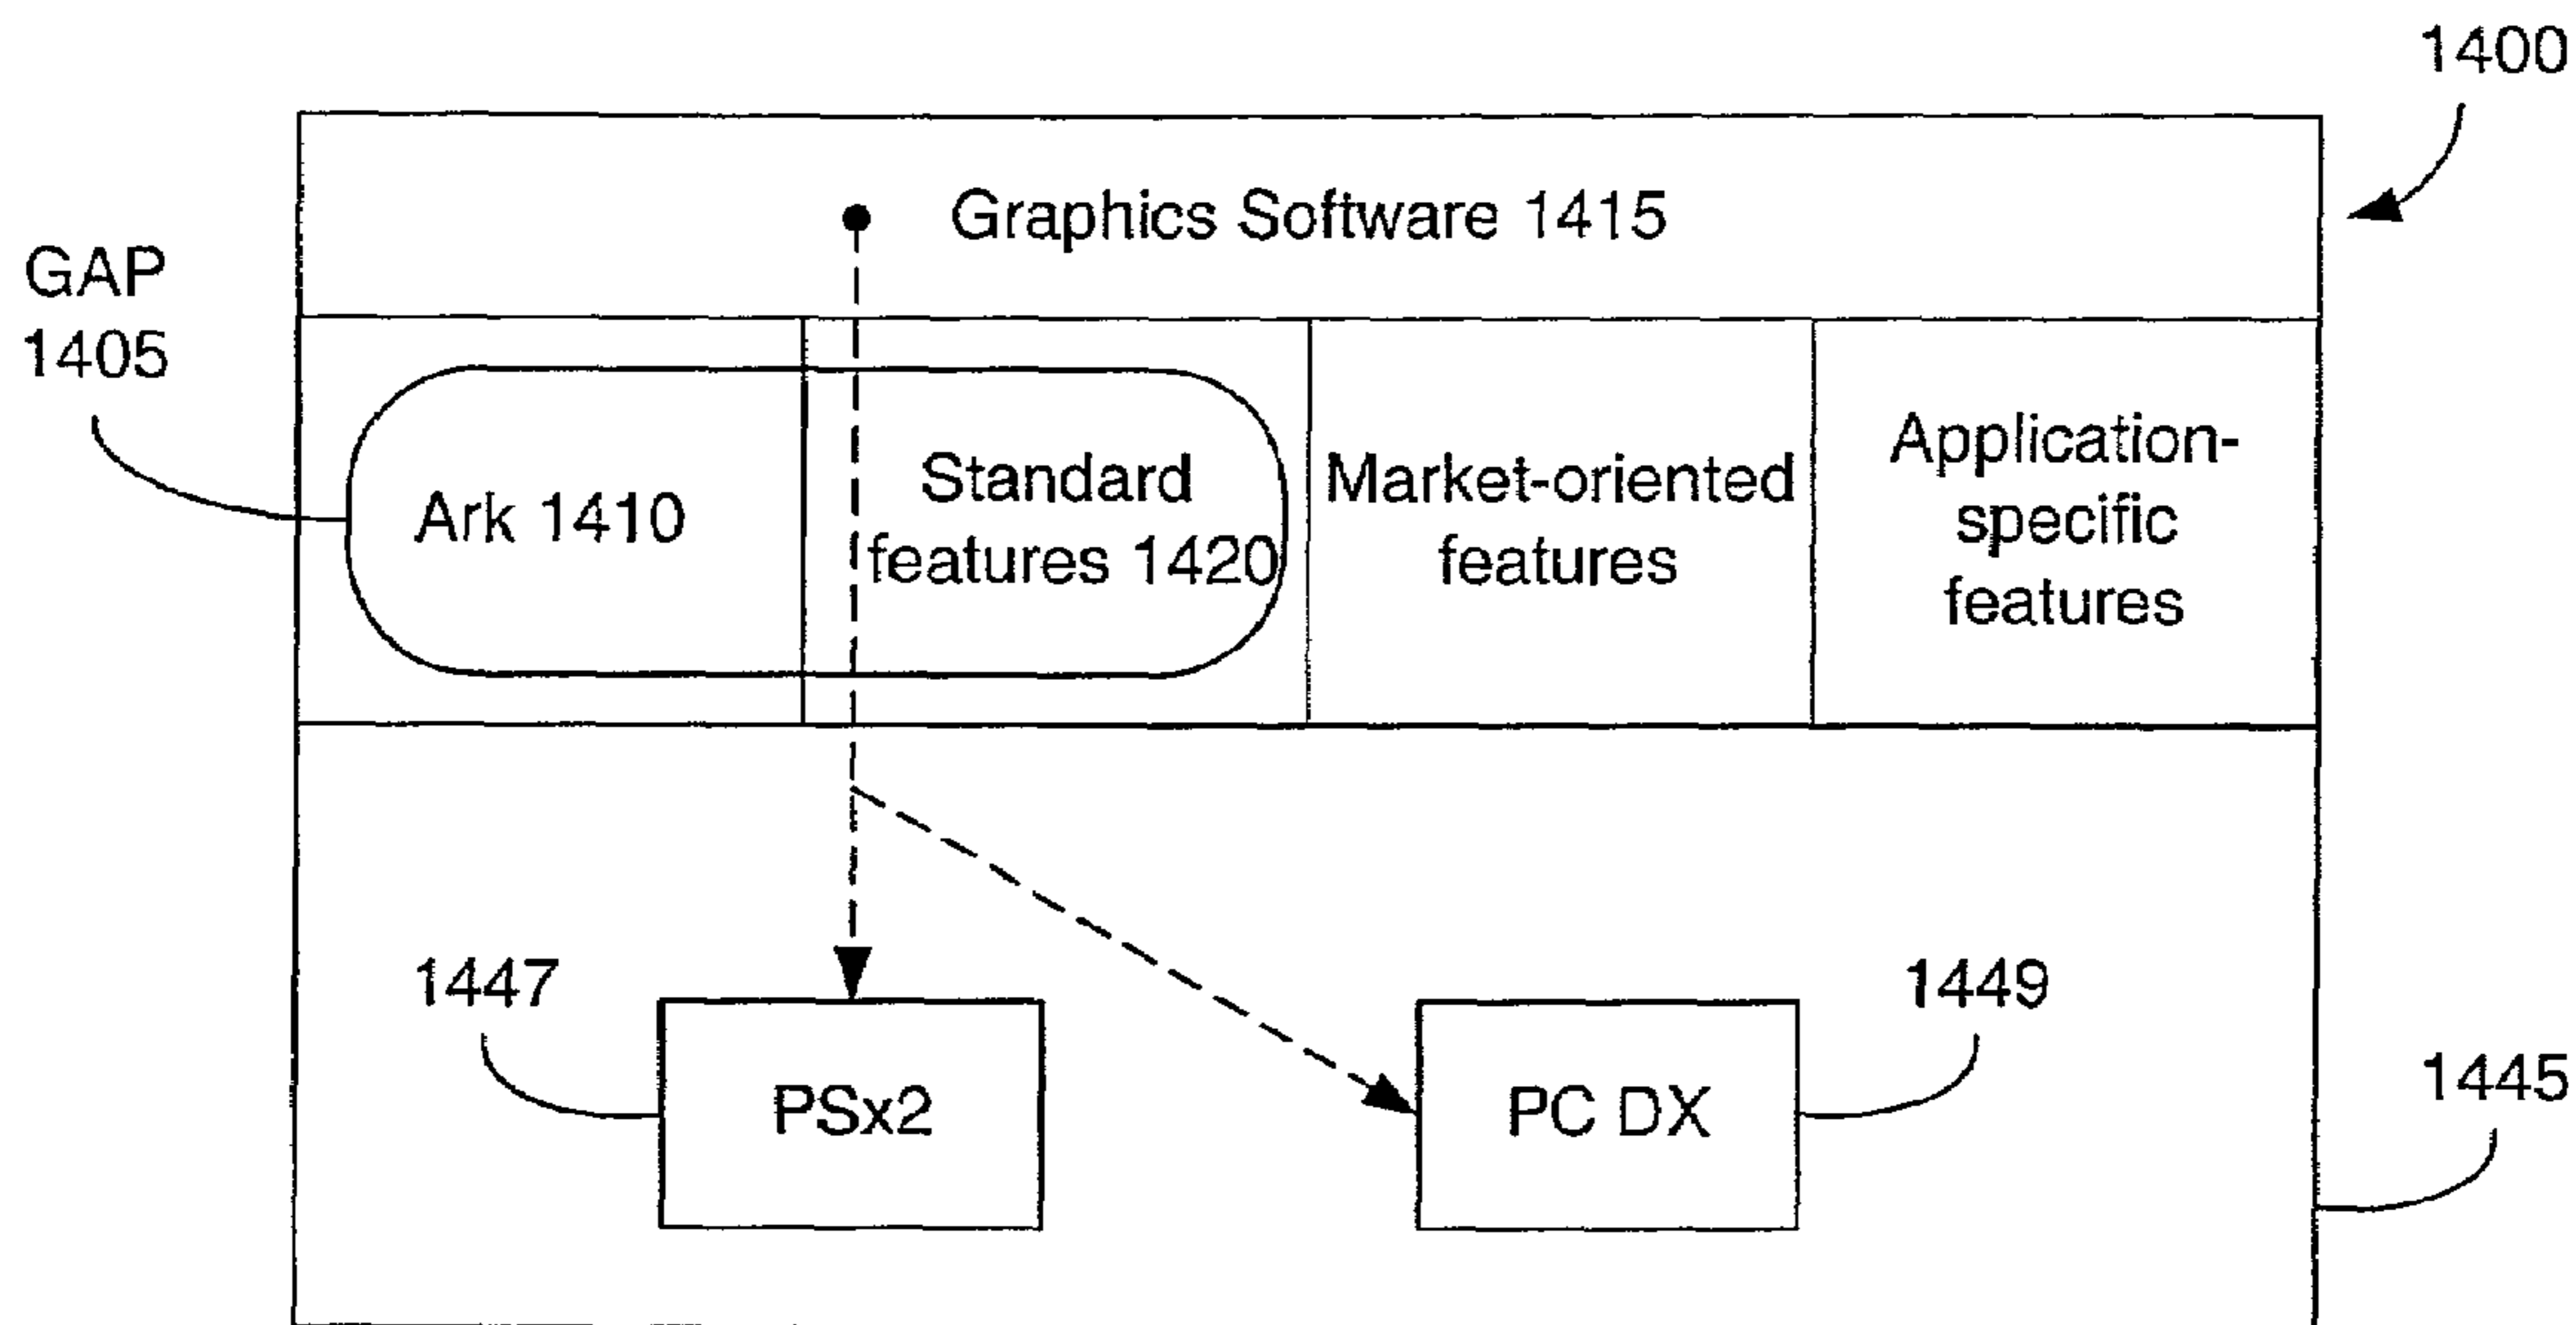 1400
Graphics Software 1415
GAP
1405
Ark 1410
Standard
features 1420
Market-oriented
features
Application-
specific
features
1447
PSx2
1449
PC DX
1445